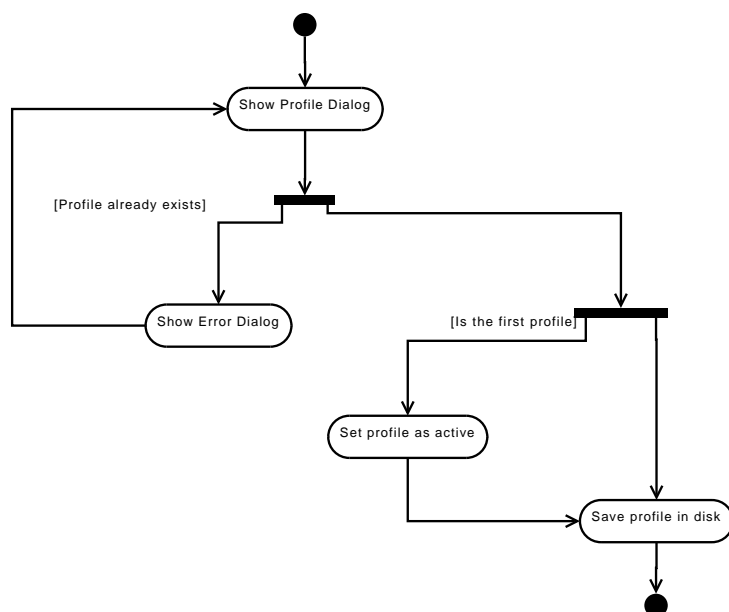 Show Profile Dialog
[Profile already exists]
Show Error Dialog
[Is the first profile]
Set profile as active
Save profile in disk